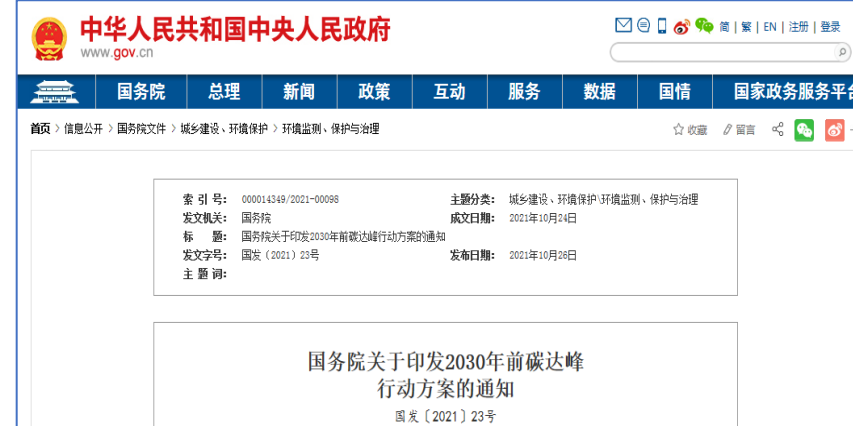 中华人民共和国中央人民政府
www.gov.cn
简 | 繁 | EN | 注册 | 登录
国务院 总理 新闻 政策 互动 服务 数据 国情 国家政务服务平台
首页 > 信息公开 > 国务院文件 > 城乡建设、环境保护 > 环境监测、保护与治理
收藏 留言
索 引 号: 000014349/2021-00098 主题分类: 城乡建设、环境保护\环境监测、保护与治理
发文机关: 国务院 成文日期: 2021年10月24日
标 题: 国务院关于印发2030年前碳达峰行动方案的通知
发文字号: 国发〔2021〕23号 发布日期: 2021年10月26日
主 题 词:
国务院关于印发2030年前碳达峰
行动方案的通知
国发〔2021〕23号